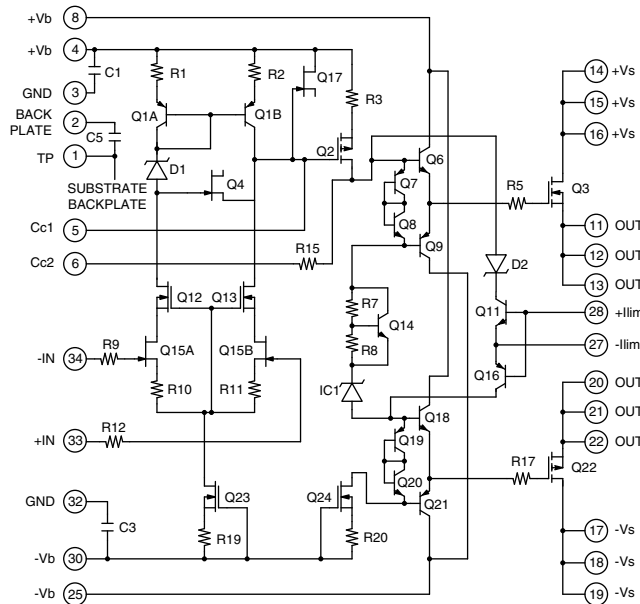 +Vb 8
+Vb 4
C1
R1
R2
Q17
R3
14 +Vs
GND 3
Q1A
Q1B
15 +Vs
BACK PLATE 2
C5
16 +Vs
TP 1
D1
Q2
Q6
SUBSTRATE
BACKPLATE
Q4
Q7
R5
Q3
Cc1 5
Q8
Q9
11 OUT
Cc2 6
R15
D2
12 OUT
13 OUT
Q12
Q13
R7
Q14
Q11
28 +Ilim
R9
Q15A
Q15B
R8
27 -Ilim
-IN 34
R10
R11
IC1
Q16
20 OUT
R12
Q18
21 OUT
+IN 33
Q19
22 OUT
R17
Q22
GND 32
Q23
Q24
Q20
Q21
C3
R19
R20
17 -Vs
-Vb 30
18 -Vs
-Vb 25
19 -Vs